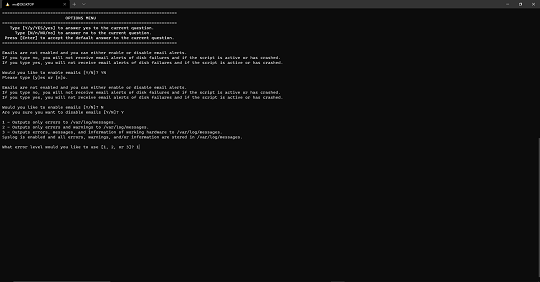 OPTIONS MENU
Type [Y/y/YES/yes] to answer yes to the current question.
Type [N/n/NO/no] to answer no to the current question.
Press [Enter] to accept the default answer to the current question.
Emails are not enabled and you can either enable or disable email alerts.
If you type no, you will not receive email alerts of disk failures and if the script is active or has crashed.
If you type yes, you will not receive email alerts of disk failures and if the script is active or has crashed.
Would you like to enable emails [Y/N]? YN
Please type (y)es or (n)o.
Emails are not enabled and you can either enable or disable email alerts.
If you type no, you will not receive email alerts of disk failures and if the script is active or has crashed.
If you type yes, you will not receive email alerts of disk failures and if the script is active or has crashed.
Would you like to enable emails [Y/N]? N
Are you sure you want to disable emails [Y/N]? Y
1 - Outputs only errors to /var/log/messages.
2 - Outputs only errors and warnings to /var/log/messages.
3 - Outputs errors, messages, and information of working hardware to /var/log/messages.
Syslog is enabled and all errors, warnings, and/or information are stored in /var/log/messages.
What error level would you like to use [1, 2, or 3]? 1